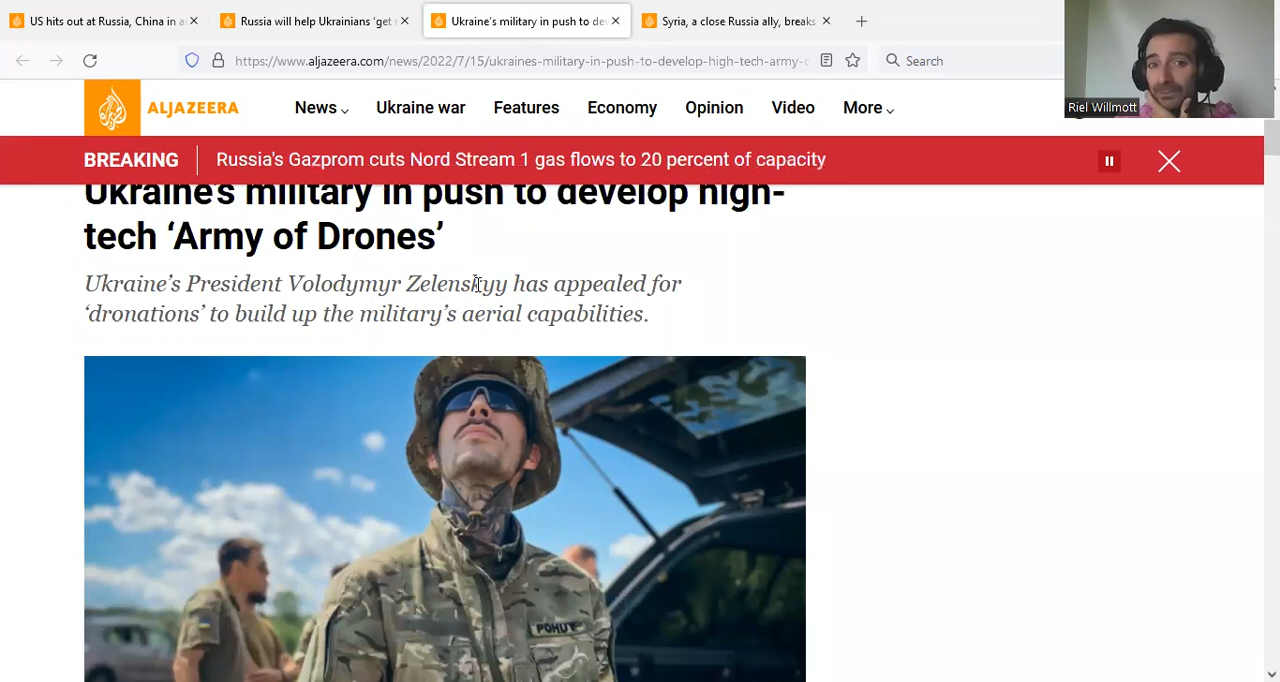 US hits out at Russia, China in a
Russia will help Ukrainians ‘get r
Ukraine's military in push to de
Syria, a close Russia ally, breaks
https://www.aljazeera.com/news/2022/7/15/ukraines-military-in-push-to-develop-high-tech-army-
Search
Riel Willmott
ALJAZEERA
News
Ukraine war
Features
Economy
Opinion
Video
More
BREAKING
Russia's Gazprom cuts Nord Stream 1 gas flows to 20 percent of capacity
Ukraine's military in push to develop high-
tech ‘Army of Drones’
Ukraine's President Volodymyr Zelenskyy has appealed for
‘dronations’ to build up the military's aerial capabilities.